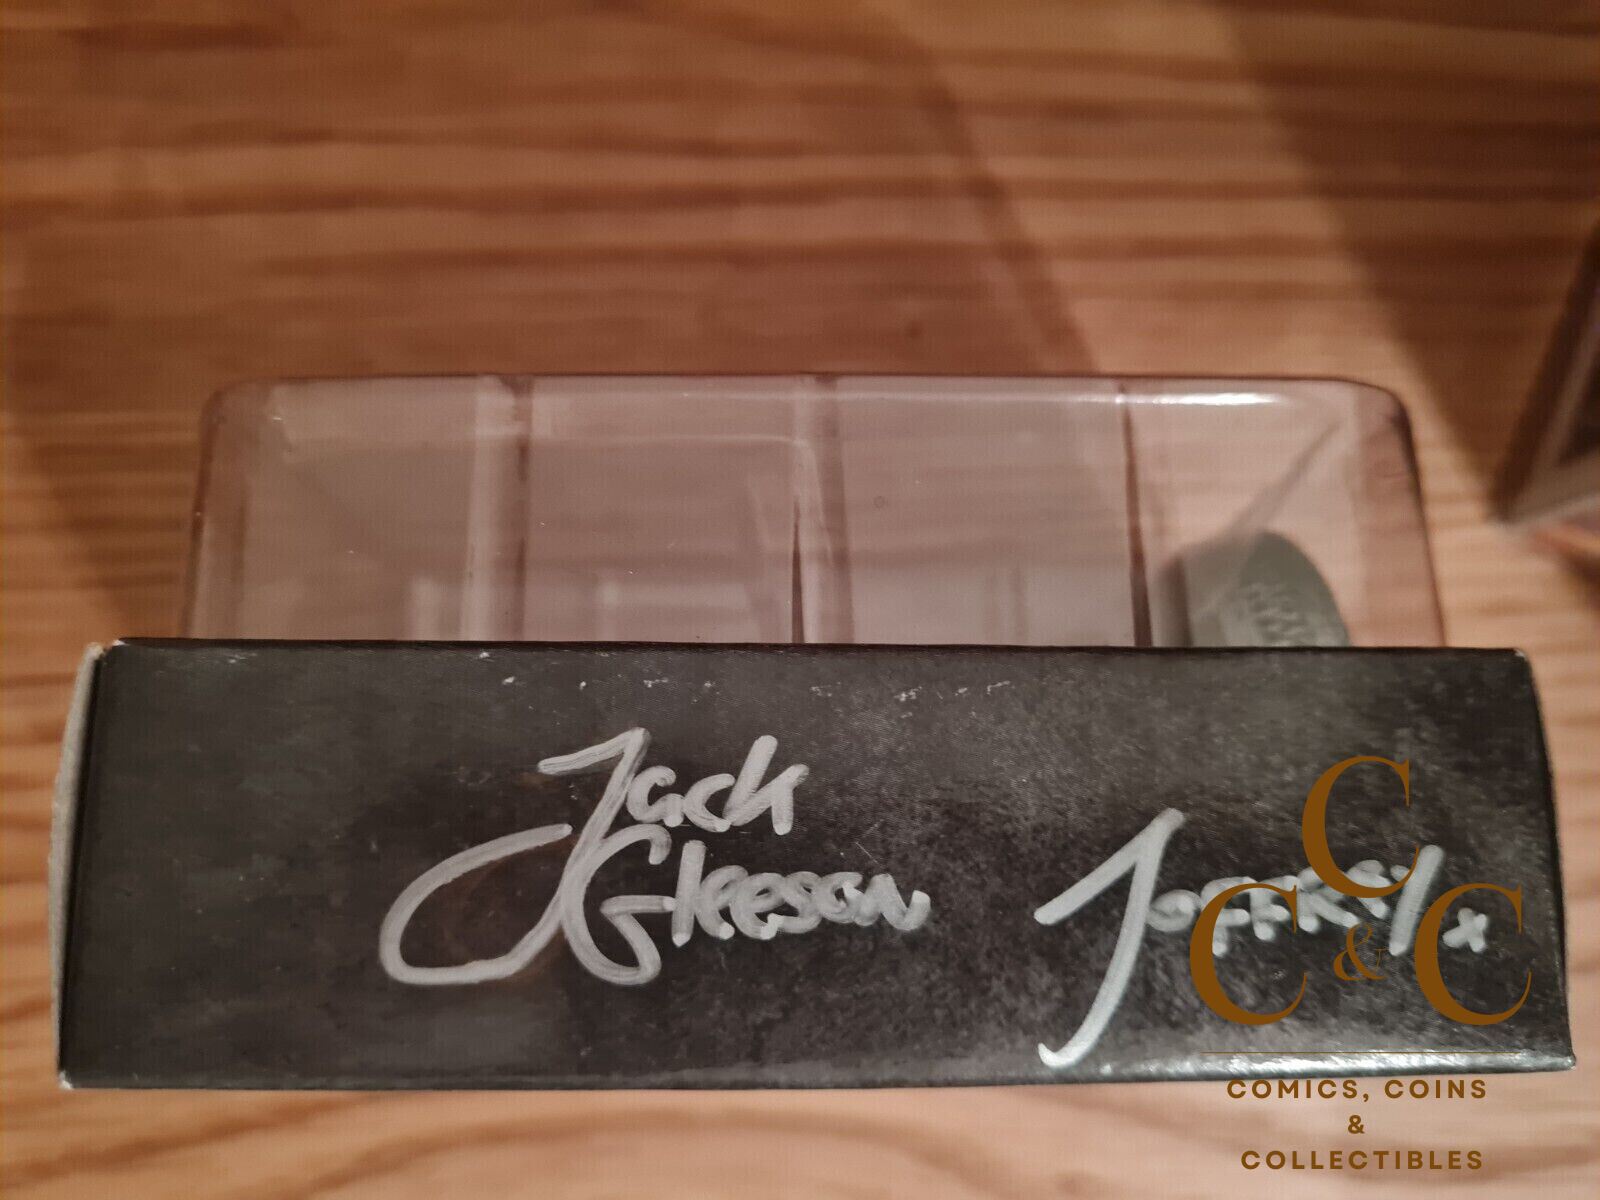 Jack
Gleeson
Joffrey x
C
C & C
COMICS, COINS
&
COLLECTIBLES